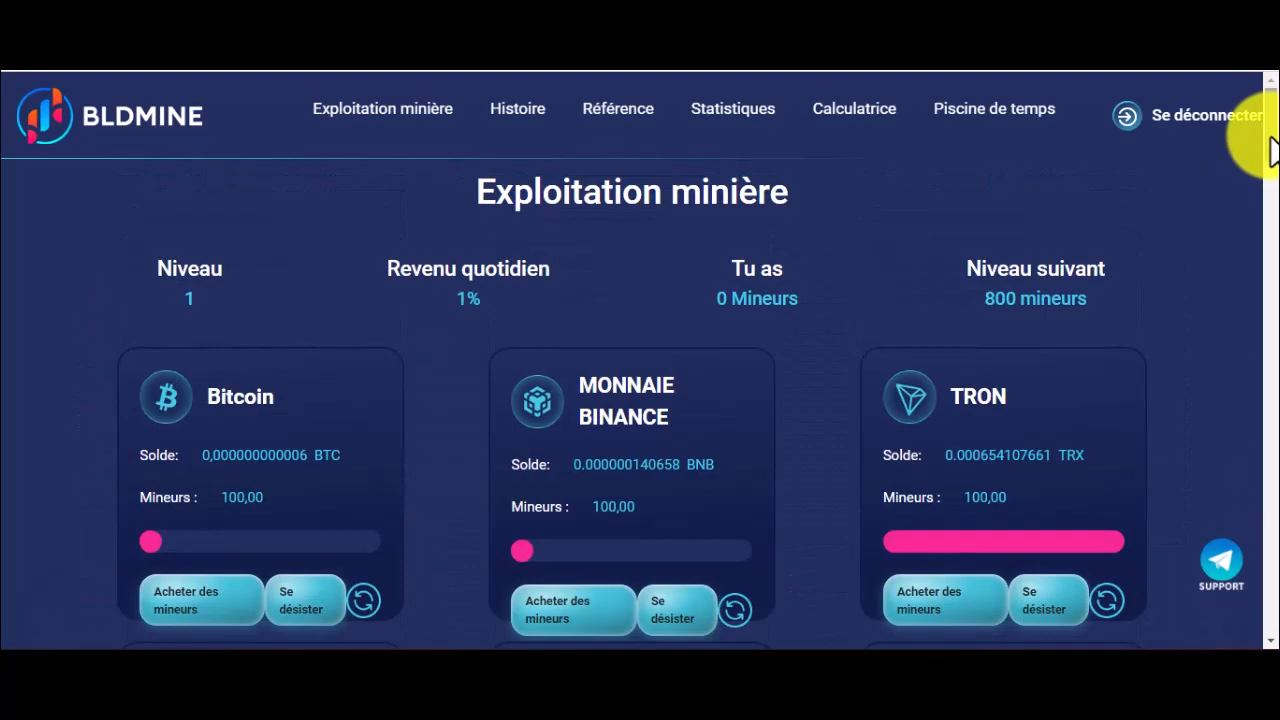 BLDMINE
Exploitation minière
Histoire
Référence
Statistiques
Calculatrice
Piscine de temps
Se déconnecter
Exploitation minière
Niveau
1
Revenu quotidien
1%
Tu as
0 Mineurs
Niveau suivant
800 mineurs
Bitcoin
Solde: 0,000000000006 BTC
Mineurs : 100,00
Acheter des
mineurs
Se
désister
MONNAIE
BINANCE
Solde: 0.000000140658 BNB
Mineurs : 100,00
Acheter des
mineurs
Se
désister
TRON
Solde: 0.000654107661 TRX
Mineurs : 100,00
Acheter des
mineurs
Se
désister
SUPPORT